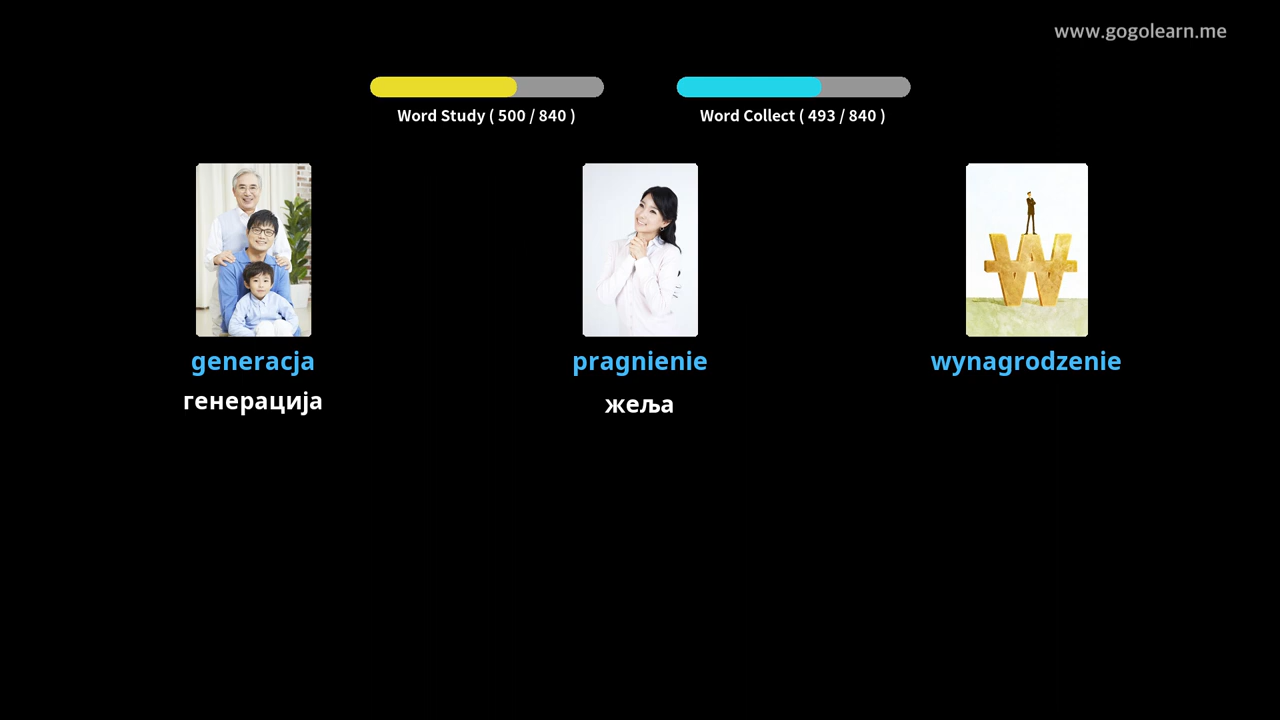 www.gogolearn.me
Word Study ( 500 / 840 )
Word Collect ( 493 / 840 )
generacja
генерација
pragnienie
жеља
wynagrodzenie